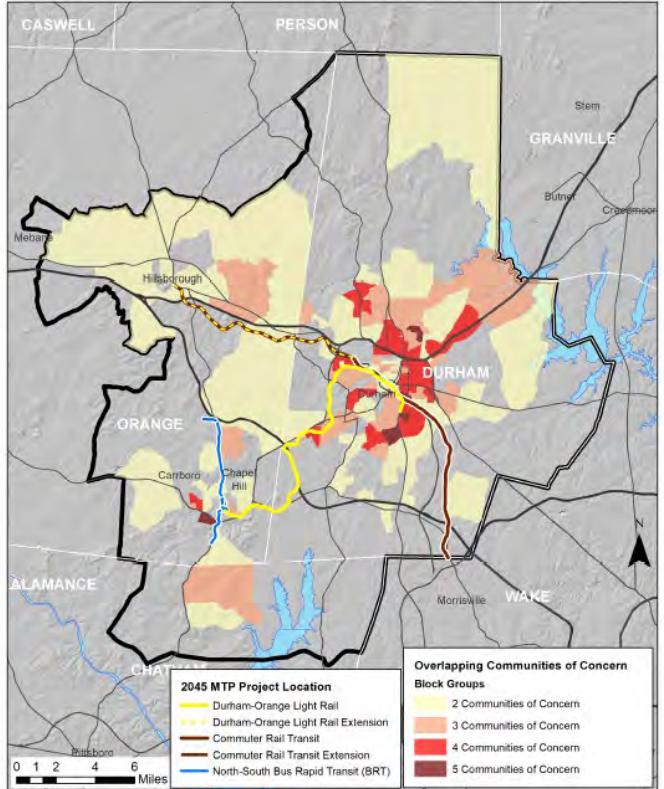 CASWELL
PERSON
Stem
GRANVILLE
Butner
Creedmoor
Mebane
Hillsborough
DURHAM
Durham
ORANGE
Carrboro
Chapel
Hill
N
ALAMANCE
Morrisville
WAKE
CHATHAM
Pittsboro
0 1 2 4 6
Miles
2045 MTP Project Location
Durham-Orange Light Rail
Durham-Orange Light Rail Extension
Commuter Rail Transit
Commuter Rail Transit Extension
North-South Bus Rapid Transit (BRT)
Overlapping Communities of Concern
Block Groups
2 Communities of Concern
3 Communities of Concern
4 Communities of Concern
5 Communities of Concern